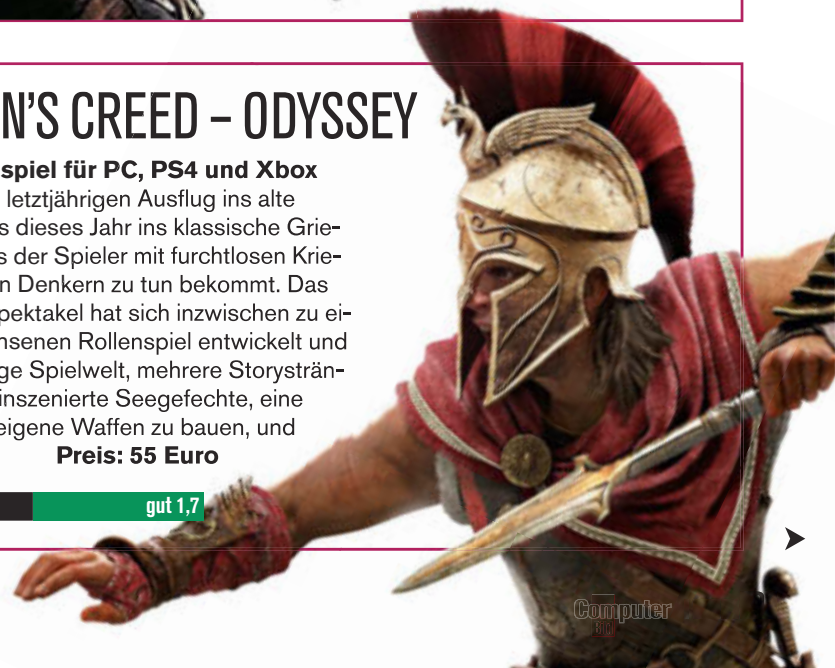 N'S CREED – ODYSSEY
spiel für PC, PS4 und Xbox
letztjährigen Ausflug ins alte
s dieses Jahr ins klassische Grie-
s der Spieler mit furchtlosen Krie-
n Denkern zu tun bekommt. Das
pektakel hat sich inzwischen zu ei-
nsenen Rollenspiel entwickelt und
ge Spielwelt, mehrere Storysträn-
inszenierte Seegefechte, eine
eigene Waffen zu bauen, und
Preis: 55 Euro
gut 1,7
Computer
Bild